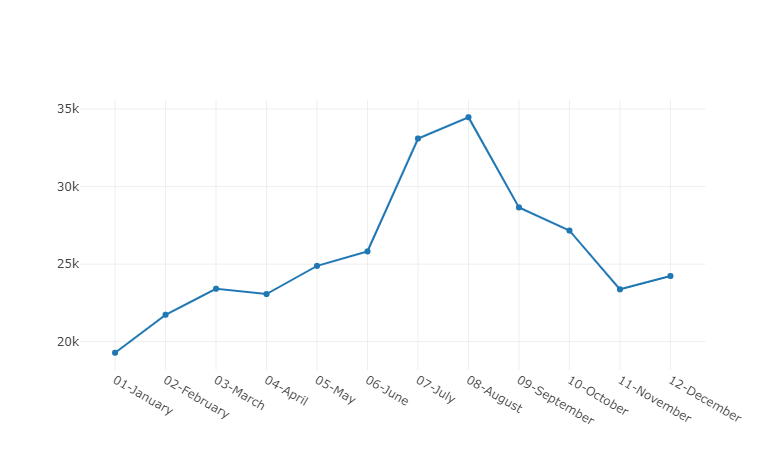 35k
30k
25k
20k
01-January
02-February
03-March
04-April
05-May
06-June
07-July
08-August
09-September
10-October
11-November
12-December